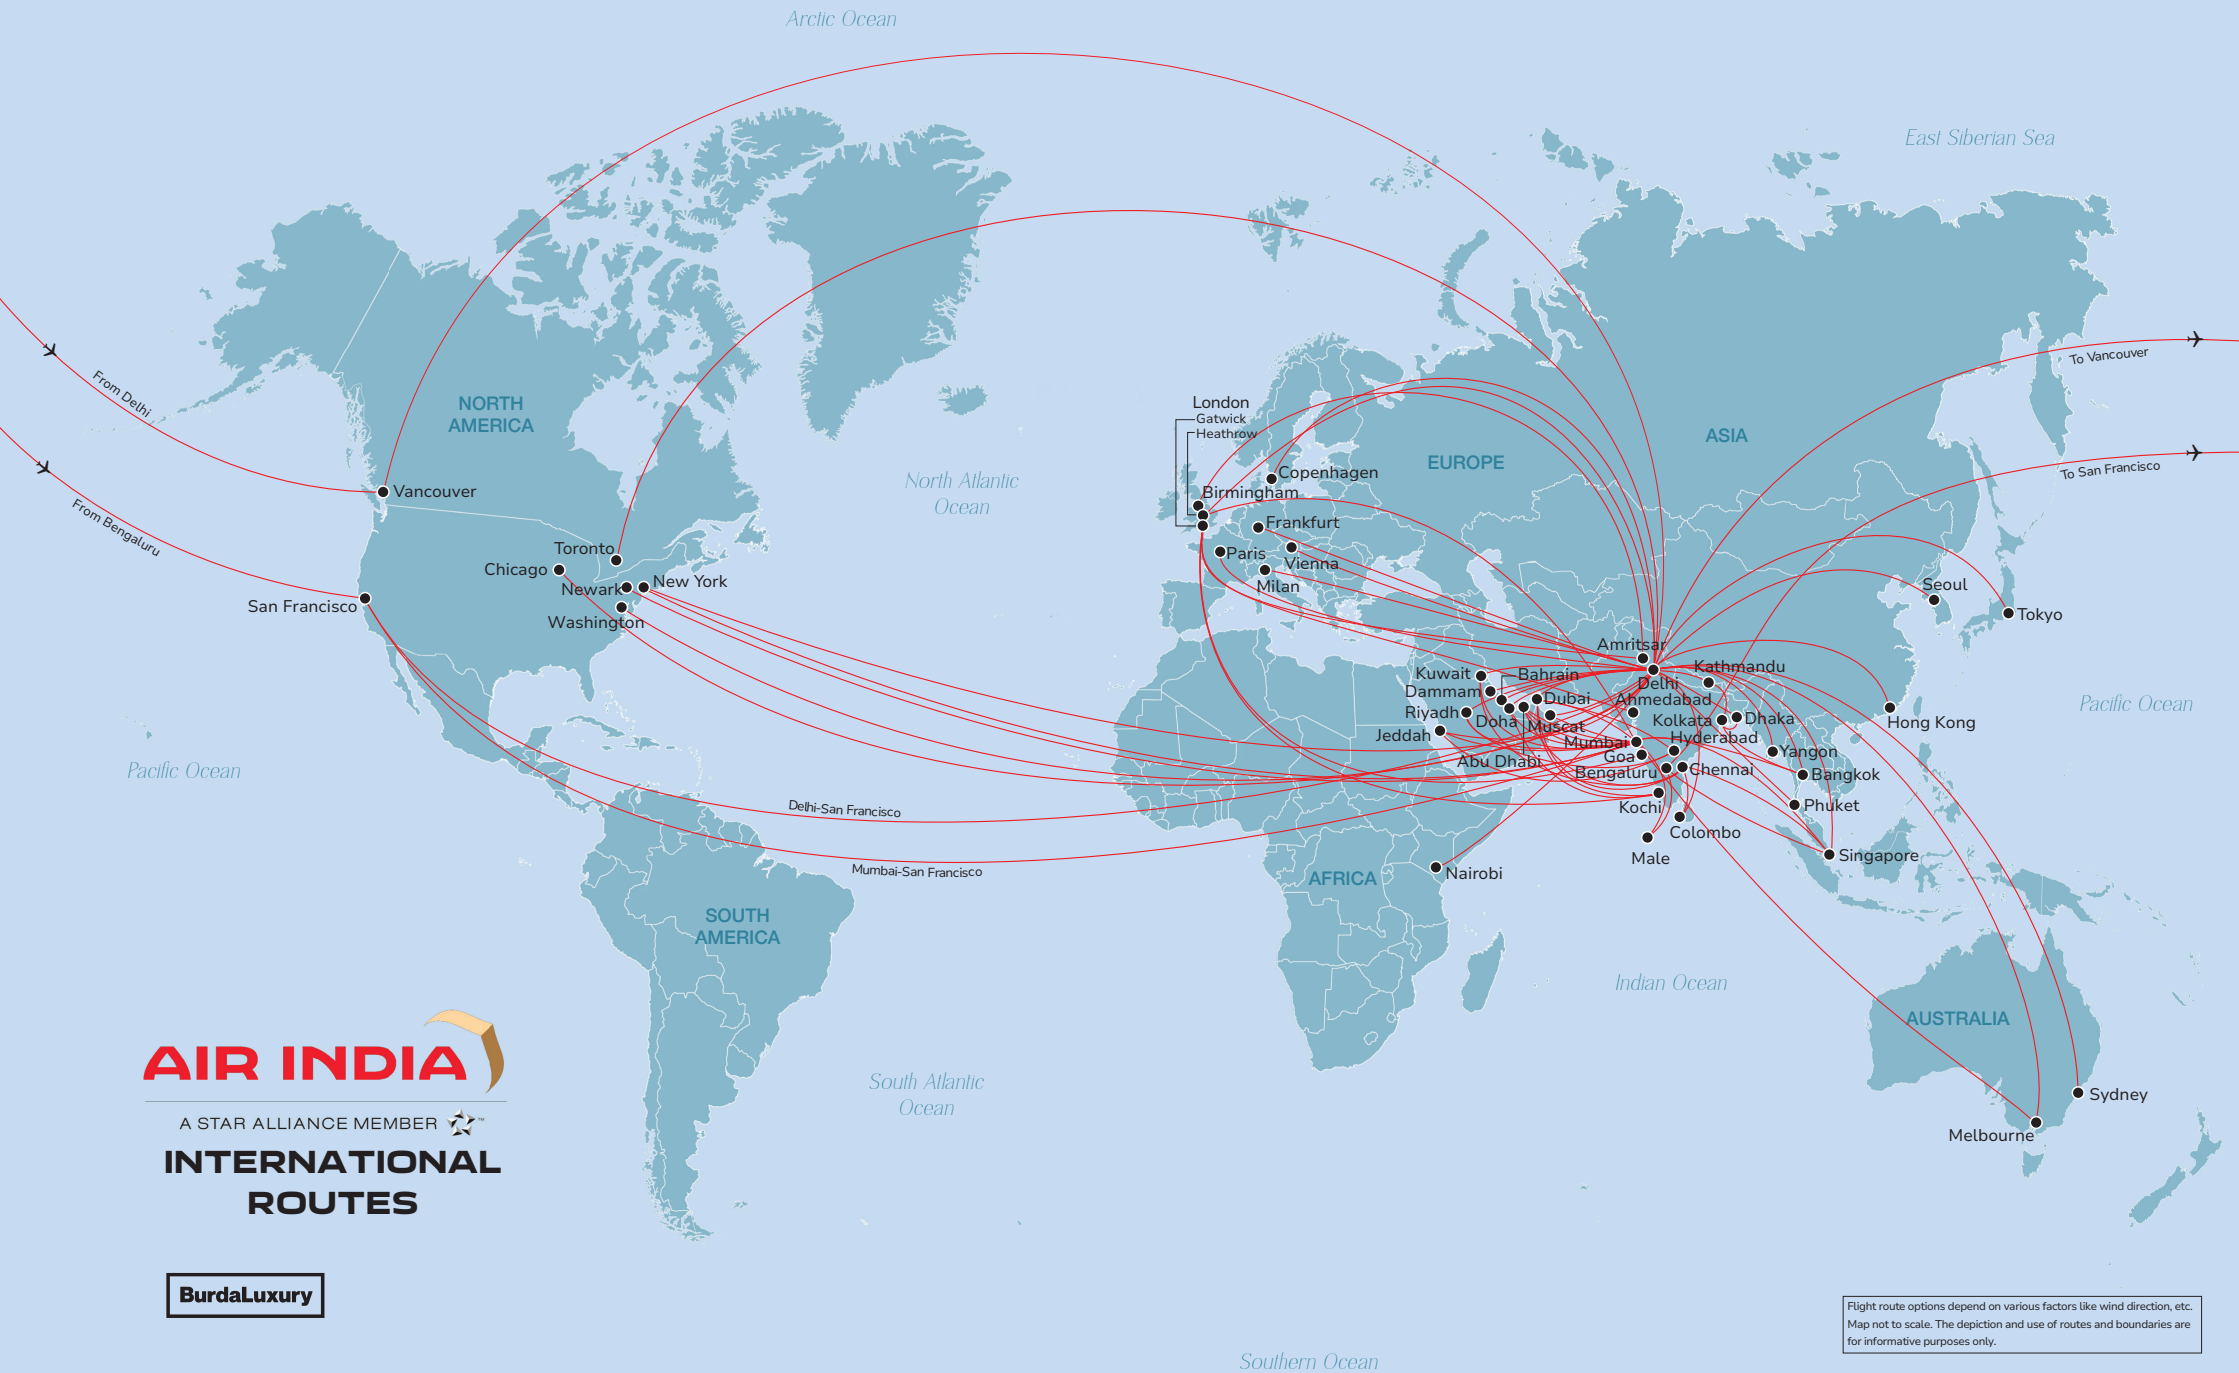 Arctic Ocean
East Siberian Sea
To Vancouver
From Delhi
NORTH
AMERICA
London
Gatwick
Heathrow
ASIA
EUROPE
To San Francisco
Copenhagen
North Atlantic
Ocean
Vancouver
Birmingham
From Bengaluru
Frankfurt
Toronto
Paris
Vienna
Chicago
New York
Newark
Milan
Seoul
San Francisco
Washington
Tokyo
Amritsar
Kathmandu
Kuwait
Bahrain
Delhi
Dammam
Dubai
Ahmedabad
Pacific Ocean
Riyadh
Doha
Muscat
Kolkata
Dhaka
Hong Kong
Jeddah
Mumbai
Hyderabad
Yangon
Abu Dhabi
Goa
Pacific Ocean
Bengaluru
Chennai
Bangkok
Delhi-San Francisco
Kochi
Phuket
Colombo
Male
Singapore
Mumbai-San Francisco
Nairobi
AFRICA
SOUTH
AMERICA
Indian Ocean
AUSTRALIA
AIR INDIA
South Atlantic
Ocean
Sydney
A STAR ALLIANCE MEMBER ™
Melbourne
INTERNATIONAL
ROUTES
BurdaLuxury
Flight route options depend on various factors like wind direction, etc.
Map not to scale. The depiction and use of routes and boundaries are
for informative purposes only.
Southern Ocean